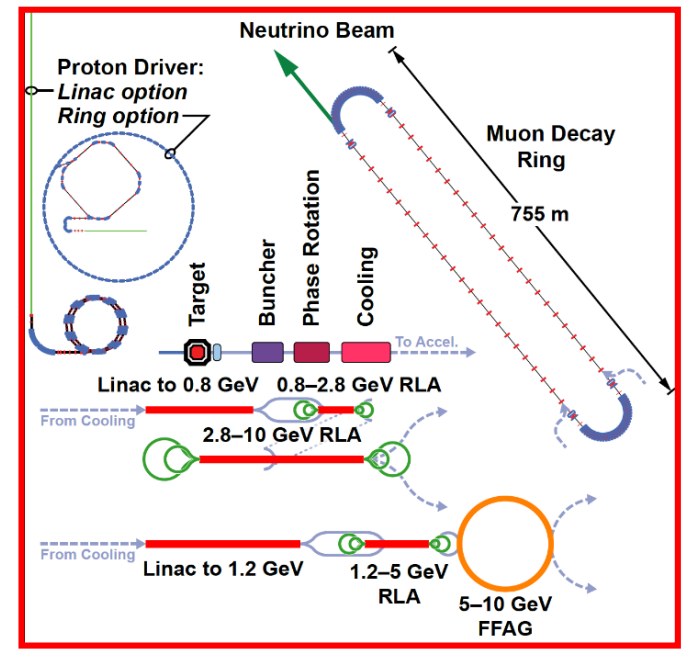 Neutrino Beam
Proton Driver:
Linac option
Ring option
Muon Decay
Ring
755 m
Target
Buncher
Phase Rotation
Cooling
To Accel.
Linac to 0.8 GeV
0.8–2.8 GeV RLA
From Cooling
2.8–10 GeV RLA
From Cooling
Linac to 1.2 GeV
1.2–5 GeV
RLA
5–10 GeV
FFAG